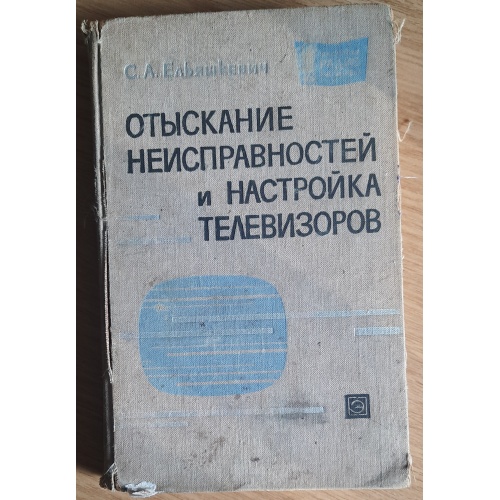 С. А. Ельяшкевич
ОТЫСКАНИЕ
НЕИСПРАВНОСТЕЙ
и НАСТРОЙКА
ТЕЛЕВИЗОРОВ